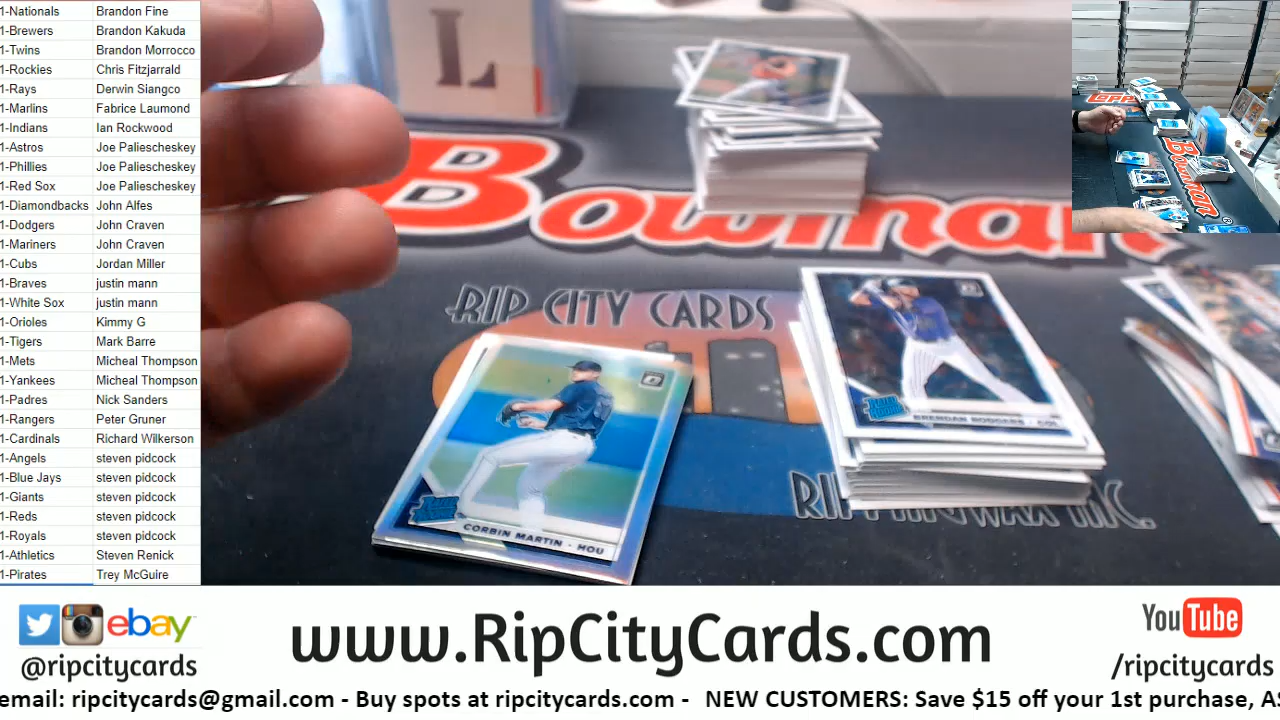 1-Nationals Brandon Fine
1-Brewers Brandon Kakuda
1-Twins Brandon Morrocco
1-Rockies Chris Fitzjarrald
1-Rays Derwin Siangco
1-Marlins Fabrice Laumond
1-Indians Ian Rockwood
1-Astros Joe Paliescheskey
1-Phillies Joe Paliescheskey
1-Red Sox Joe Paliescheskey
1-Diamondbacks John Alfes
1-Dodgers John Craven
1-Mariners John Craven
1-Cubs Jordan Miller
1-Braves justin mann
1-White Sox justin mann
1-Orioles Kimmy G
1-Tigers Mark Barre
1-Mets Micheal Thompson
1-Yankees Micheal Thompson
1-Padres Nick Sanders
1-Rangers Peter Gruner
1-Cardinals Richard Wilkerson
1-Angels steven pidcock
1-Blue Jays steven pidcock
1-Giants steven pidcock
1-Reds steven pidcock
1-Royals steven pidcock
1-Athletics Steven Renick
1-Pirates Trey McGuire
L
Bowman
RIP CITY CARDS
BRENDAN RODGERS - COL
CORBIN MARTIN - HOU
INC.
Topps
Bowman
ebay
@ripcitycards
www.RipCityCards.com
YouTube
/ripcitycards
email: ripcitycards@gmail.com - Buy spots at ripcitycards.com - NEW CUSTOMERS: Save $15 off your 1st purchase, AS